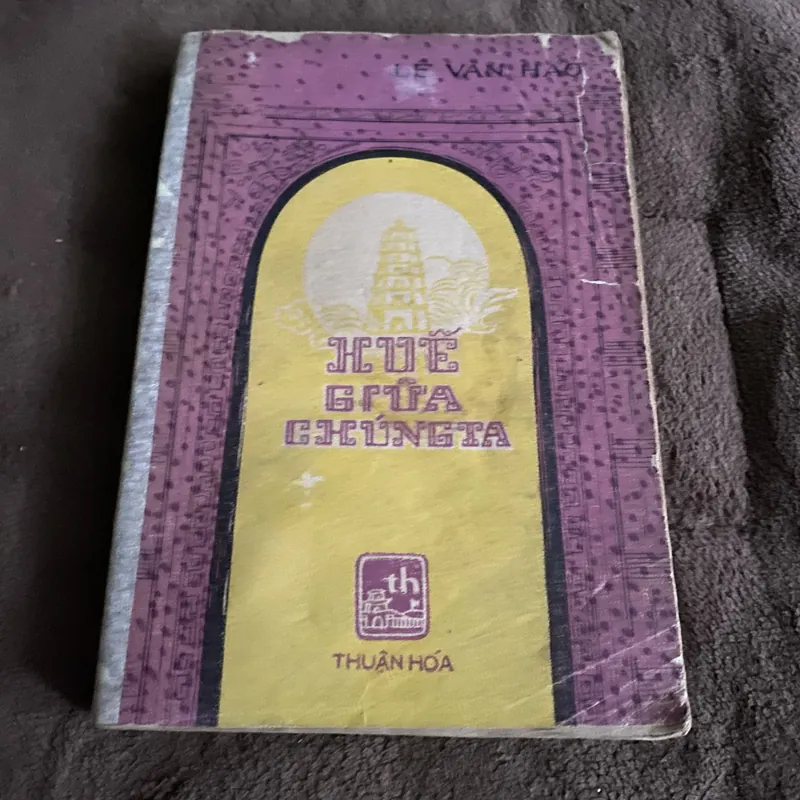 LÊ VĂN HẢO
HUẾ
GIỮA
CHÚNG TA
th
THUẬN HÓA